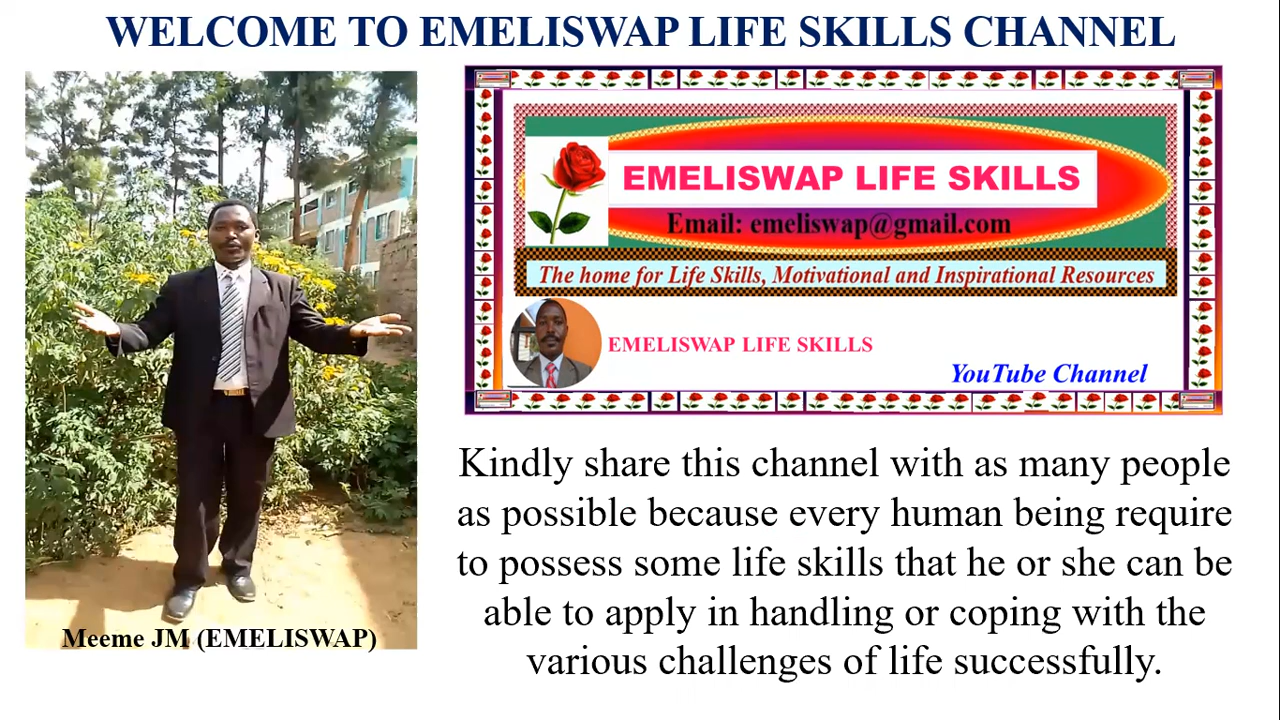 WELCOME TO EMELISWAP LIFE SKILLS CHANNEL
EMELISWAP LIFE SKILLS
Email: emeliswap@gmail.com
The home for Life Skills, Motivational and Inspirational Resources
EMELISWAP LIFE SKILLS
YouTube Channel
Meeme JM (EMELISWAP)
Kindly share this channel with as many people
as possible because every human being require
to possess some life skills that he or she can be
able to apply in handling or coping with the
various challenges of life successfully.